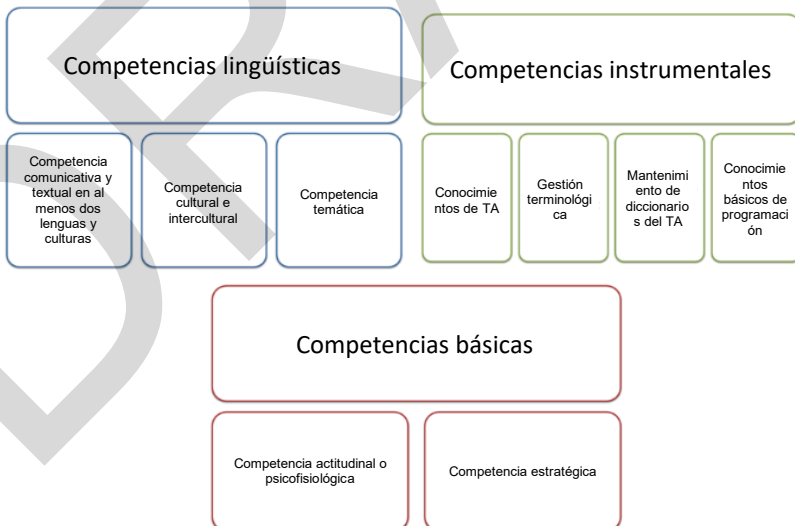 Competencias lingüísticas
Competencia
comunicativa y
textual en al
menos dos
lenguas y
culturas
Competencia
cultural e
intercultural
Competencia
temática
Competencias instrumentales
Conocimie
ntos de TA
Gestión
terminológi
ca
Mantenimi
ento de
diccionario
s del TA
Conocimie
ntos
básicos de
programaci
ón
Competencias básicas
Competencia actitudinal o
psicofisiológica
Competencia estratégica